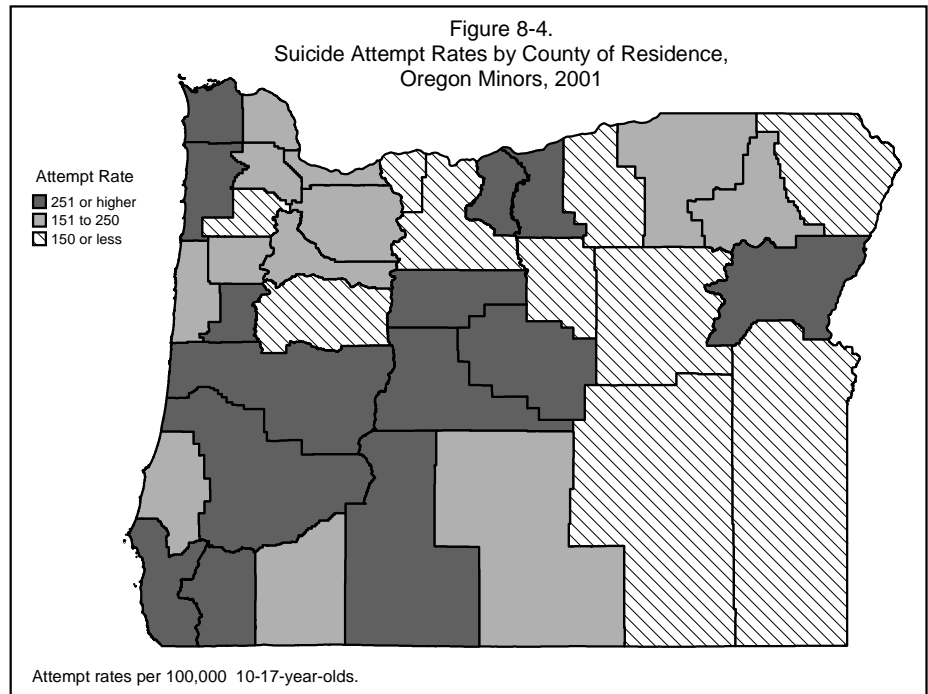 Figure 8-4.
Suicide Attempt Rates by County of Residence,
Oregon Minors, 2001
Attempt Rate
251 or higher
151 to 250
150 or less
Attempt rates per 100,000 10-17-year-olds.